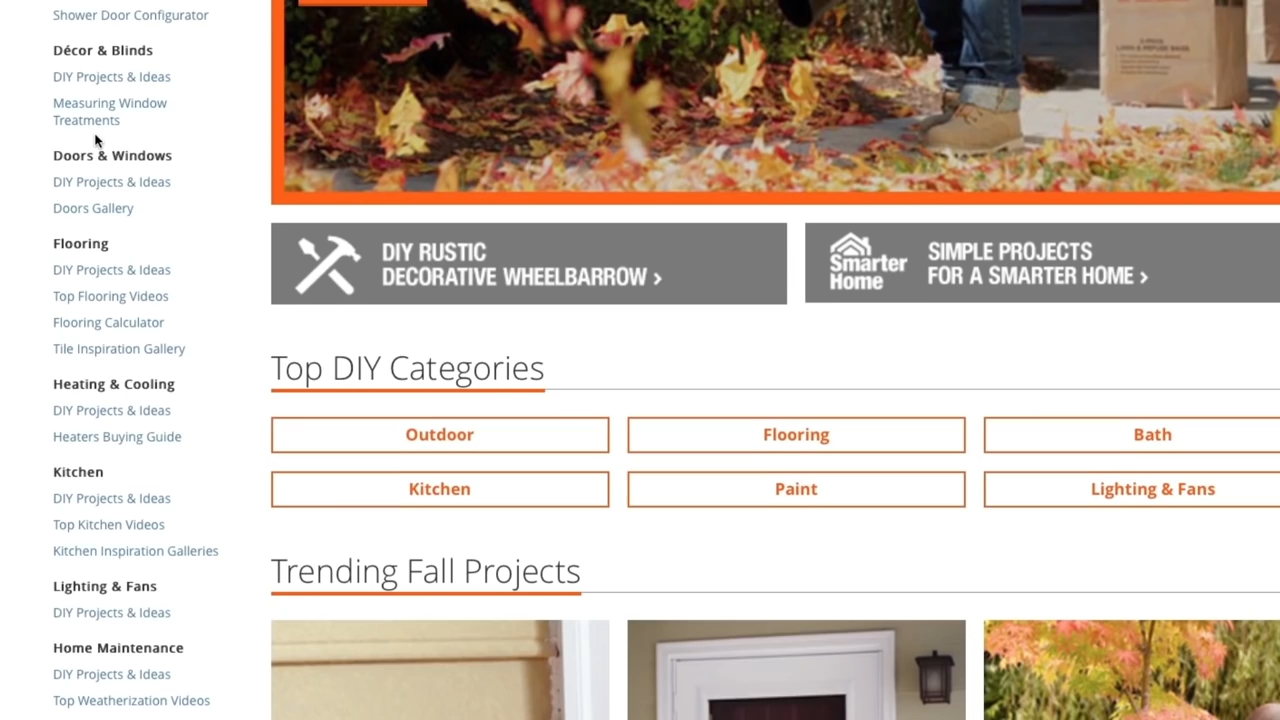 Shower Door Configurator
Décor & Blinds
DIY Projects & Ideas
Measuring Window
Treatments
Doors & Windows
DIY Projects & Ideas
Doors Gallery
Flooring
DIY Projects & Ideas
Top Flooring Videos
Flooring Calculator
Tile Inspiration Gallery
Heating & Cooling
DIY Projects & Ideas
Heaters Buying Guide
Kitchen
DIY Projects & Ideas
Top Kitchen Videos
Kitchen Inspiration Galleries
Lighting & Fans
DIY Projects & Ideas
Home Maintenance
DIY Projects & Ideas
Top Weatherization Videos
LAWN & REFUSE BAGS
DIY RUSTIC
DECORATIVE WHEELBARROW ›
Smarter
Home
SIMPLE PROJECTS
FOR A SMARTER HOME ›
Top DIY Categories
Outdoor
Flooring
Bath
Kitchen
Paint
Lighting & Fans
Trending Fall Projects